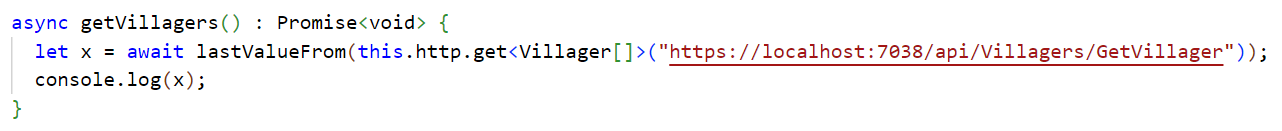 async getVillagers() : Promise<void> {
  let x = await lastValueFrom(this.http.get<Villager[]>("https://localhost:7038/api/Villagers/GetVillager"));
  console.log(x);
}